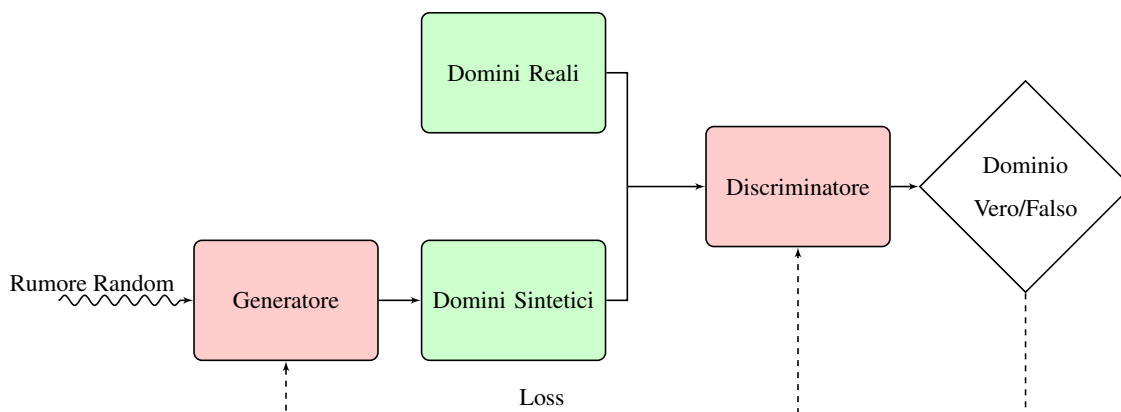 Domini Reali
Discriminatore
Dominio
Vero/Falso
Rumore Random
Generatore
Domini Sintetici
Loss